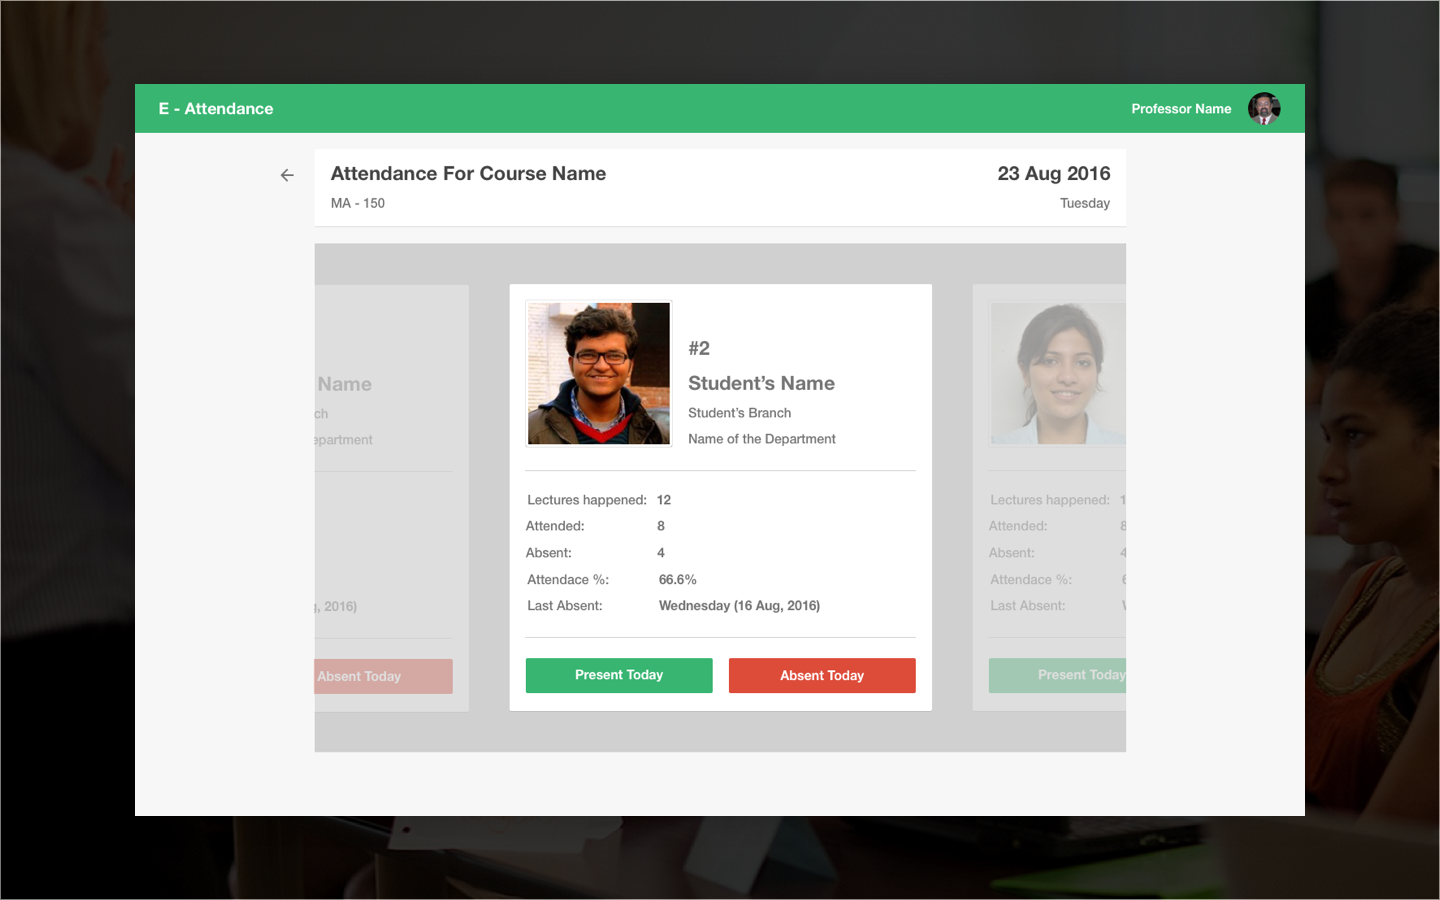 E - Attendance
Professor Name
Attendance For Course Name
23 Aug 2016
MA - 150
Tuesday
Name
ch
epartment
, 2016)
Absent Today
#2
Student's Name
Student's Branch
Name of the Department
Lectures happened: 12
Attended: 8
Absent: 4
Attendace %: 66.6%
Last Absent: Wednesday (16 Aug, 2016)
Present Today
Absent Today
Lectures happened: 1
Attended: 8
Absent: 4
Attendace %: 6
Last Absent:
Present Today